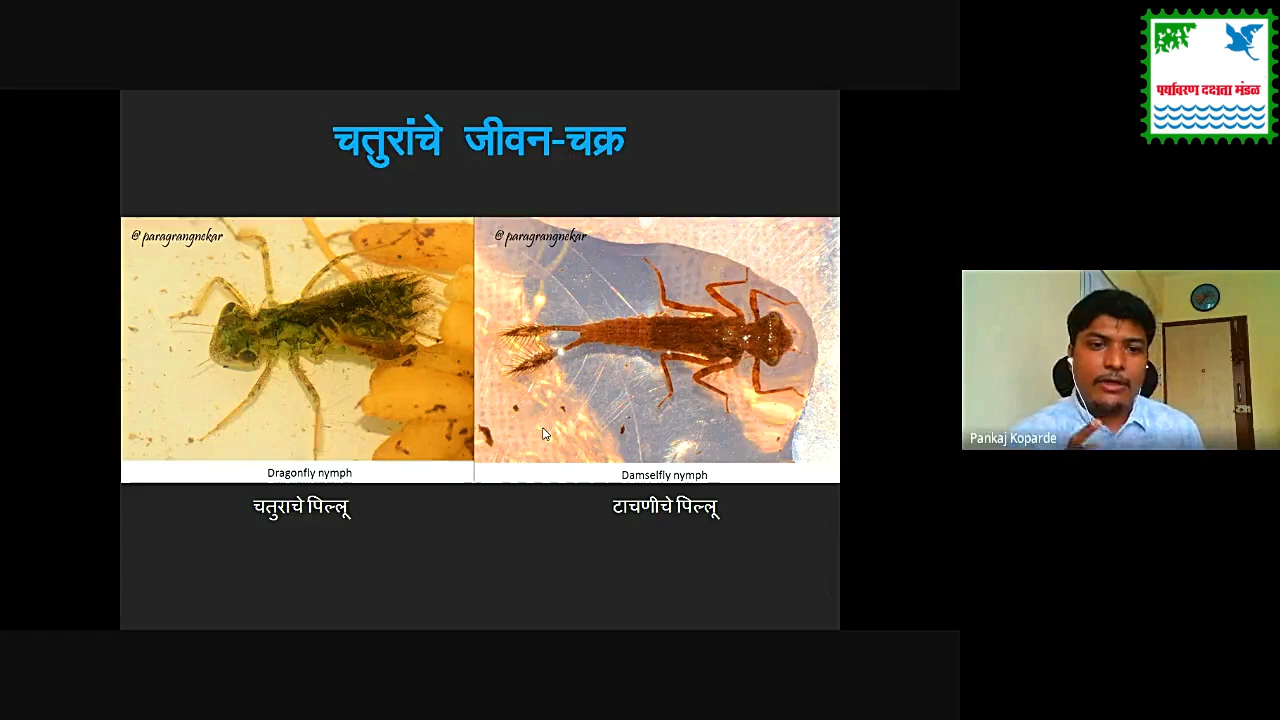 पर्यावरण दक्षता मंडळ
चतुरांचे जीवन-चक्र
@ paragrangnekar
@ paragrangnekar
Dragonfly nymph
Damselfly nymph
चतुराचे पिल्लू
टाचणीचे पिल्लू
Pankaj Koparde